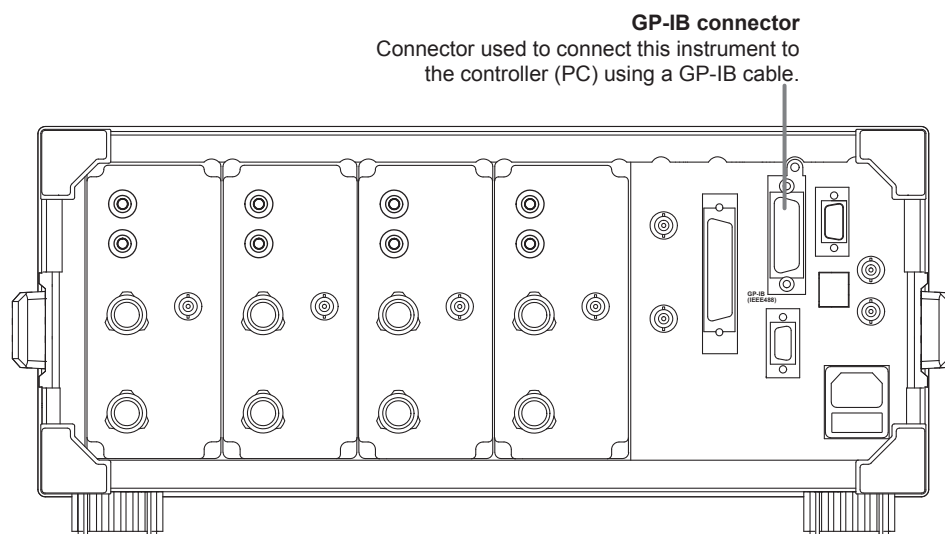 GP-IB connector
Connector used to connect this instrument to
the controller (PC) using a GP-IB cable.
GP-IB
(IEEE488)